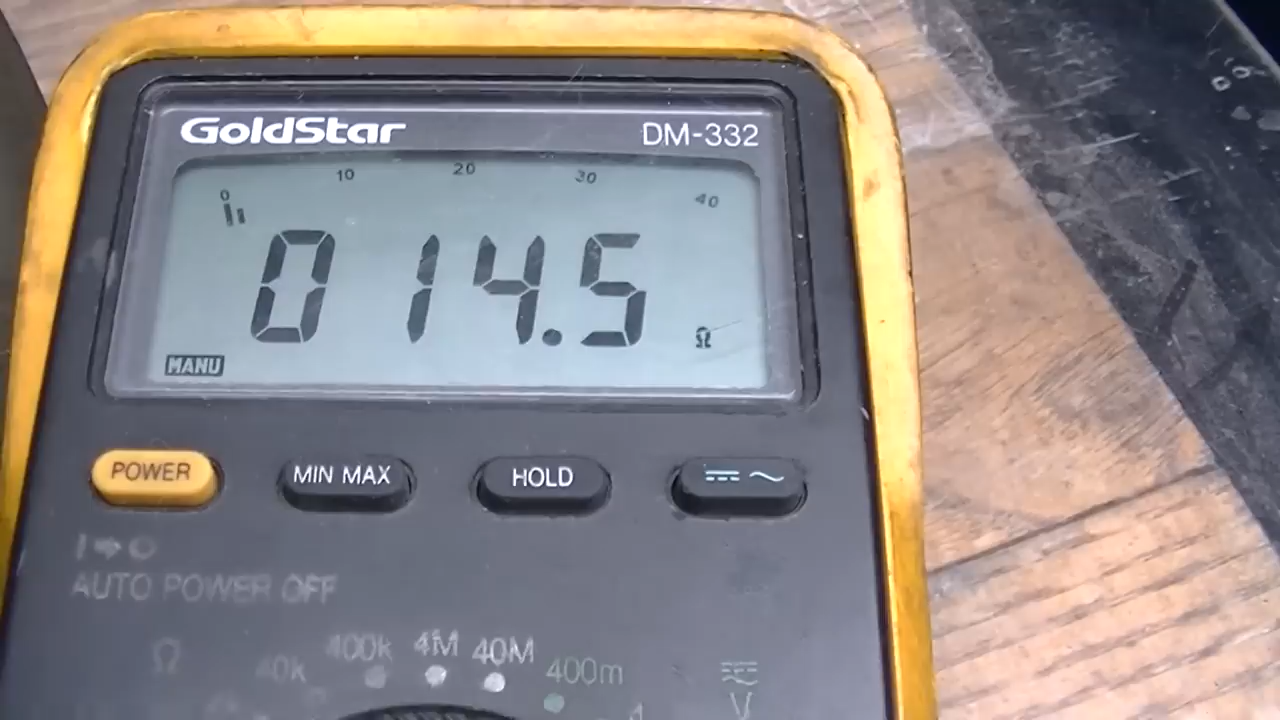 GoldStar DM-332
0 10 20 30 40
014.5 Ω
MANU
POWER MIN MAX HOLD
AUTO POWER OFF
Ω 40k 400k 4M 40M 400m
V